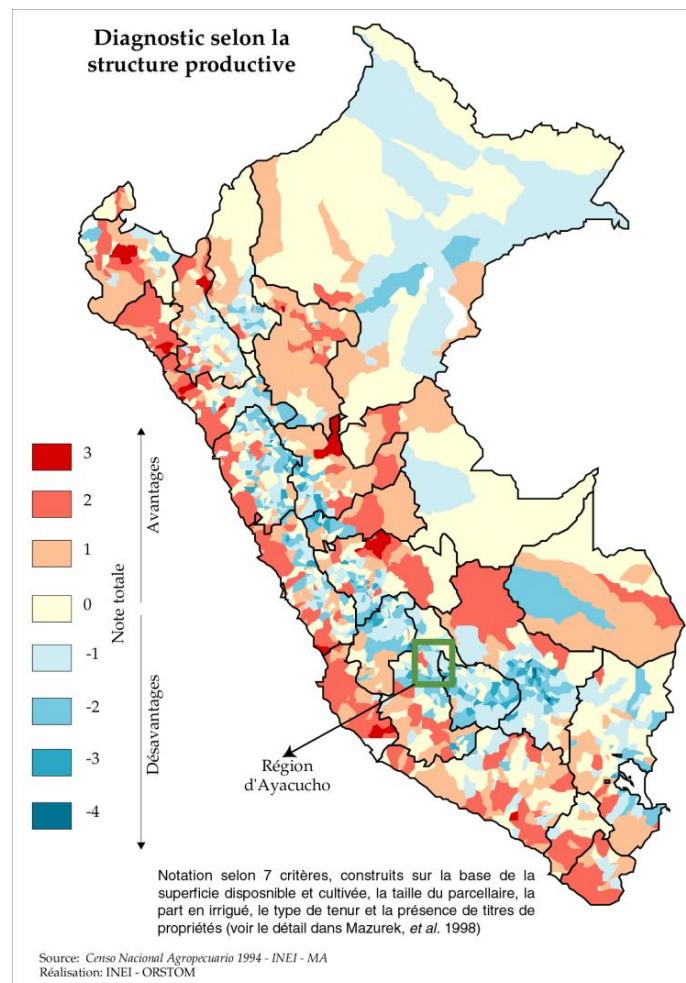 Diagnostic selon la
structure productive
3
2
1
0
-1
-2
-3
-4
Avantages
Note totale
Désavantages
Région
d'Ayacucho
Notation selon 7 critères, construits sur la base de la
superficie disposnible et cultivée, la taille du parcellaire, la
part en irrigué, le type de tenur et la présence de titres de
propriétés (voir le détail dans Mazurek, et al. 1998)
Source: Censo Nacional Agropecuario 1994 - INEI - MA
Réalisation: INEI - ORSTOM